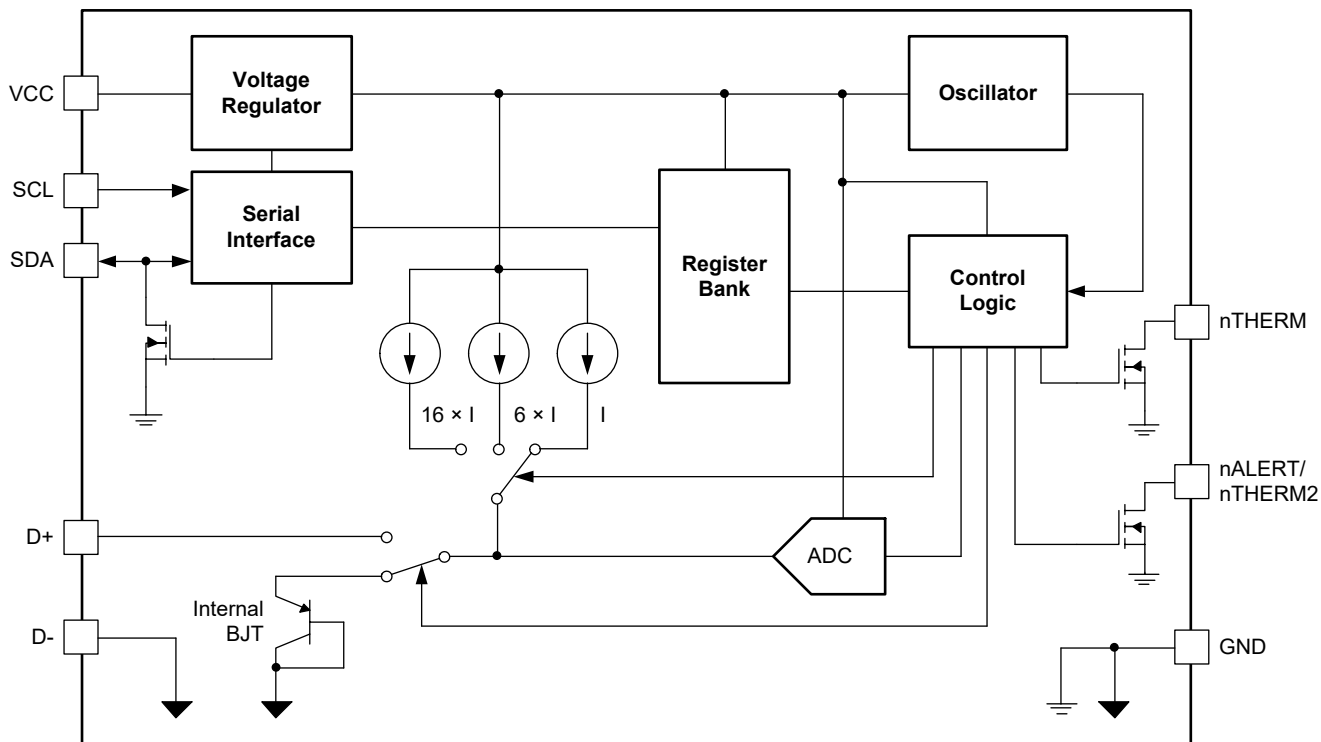 VCC
Voltage
Regulator
Oscillator
SCL
Serial
Interface
SDA
Register
Bank
Control
Logic
nTHERM
16 × I
6 × I
I
nALERT/
nTHERM2
D+
ADC
Internal
BJT
D-
GND